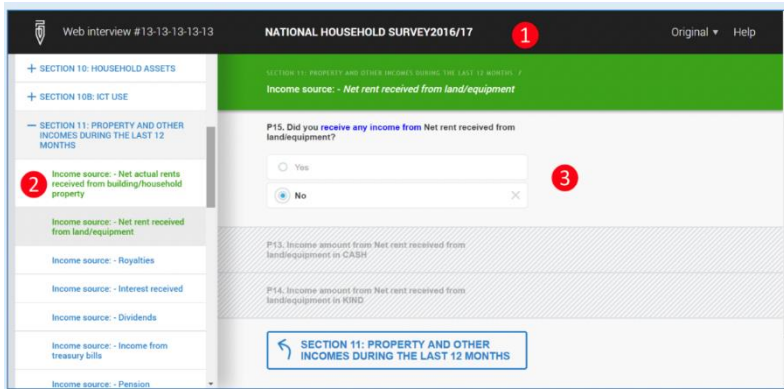 Web interview #13-13-13-13-13
NATIONAL HOUSEHOLD SURVEY2016/17
1
Original ▾
Help
+ SECTION 10: HOUSEHOLD ASSETS
+ SECTION 10B: ICT USE
— SECTION 11: PROPERTY AND OTHER
INCOMES DURING THE LAST 12
MONTHS
2
Income source: - Net actual rents
received from building/household
property
Income source: - Net rent received
from land/equipment
Income source: - Royalties
Income source: - Interest received
Income source: - Dividends
Income source: - Income from
treasury bills
Income source: - Pension
SECTION 11: PROPERTY AND OTHER INCOMES DURING THE LAST 12 MONTHS /
Income source: - Net rent received from land/equipment
P15. Did you receive any income from Net rent received from
land/equipment?
Yes
No
3
P13. Income amount from Net rent received from
land/equipment in CASH
P14. Income amount from Net rent received from
land/equipment in KIND
SECTION 11: PROPERTY AND OTHER
INCOMES DURING THE LAST 12 MONTHS